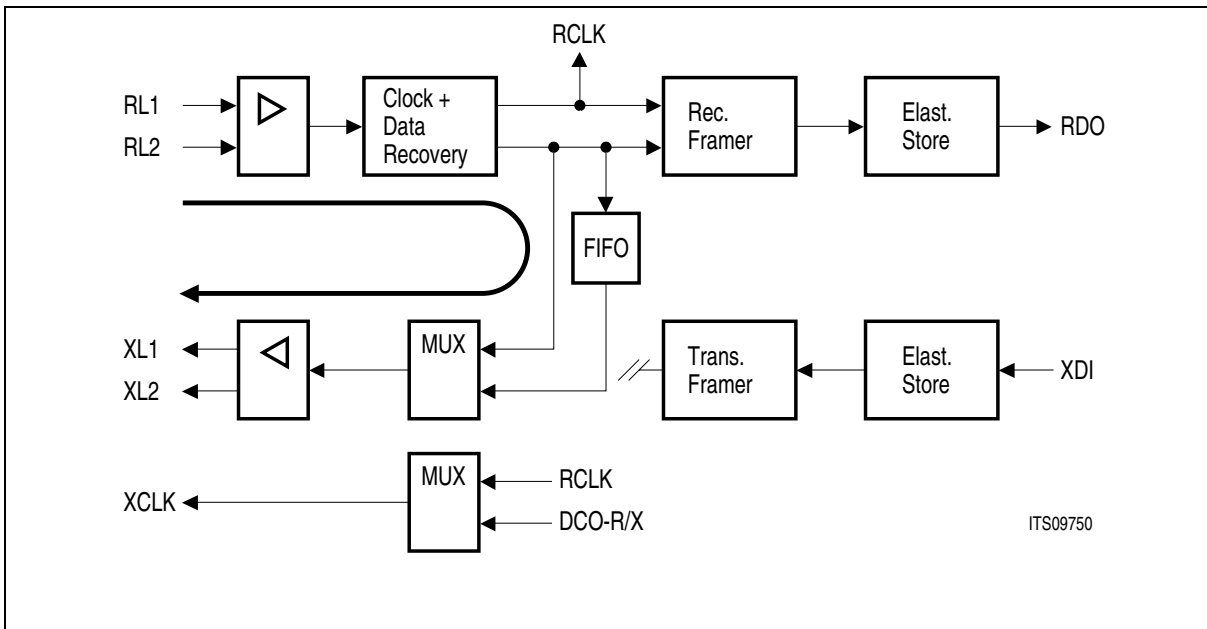 RCLK
RL1
RL2
Clock +
Data
Recovery
Rec.
Framer
Elast.
Store
RDO
FIFO
XL1
XL2
MUX
Trans.
Framer
Elast.
Store
XDI
XCLK
MUX
RCLK
DCO-R/X
ITS09750